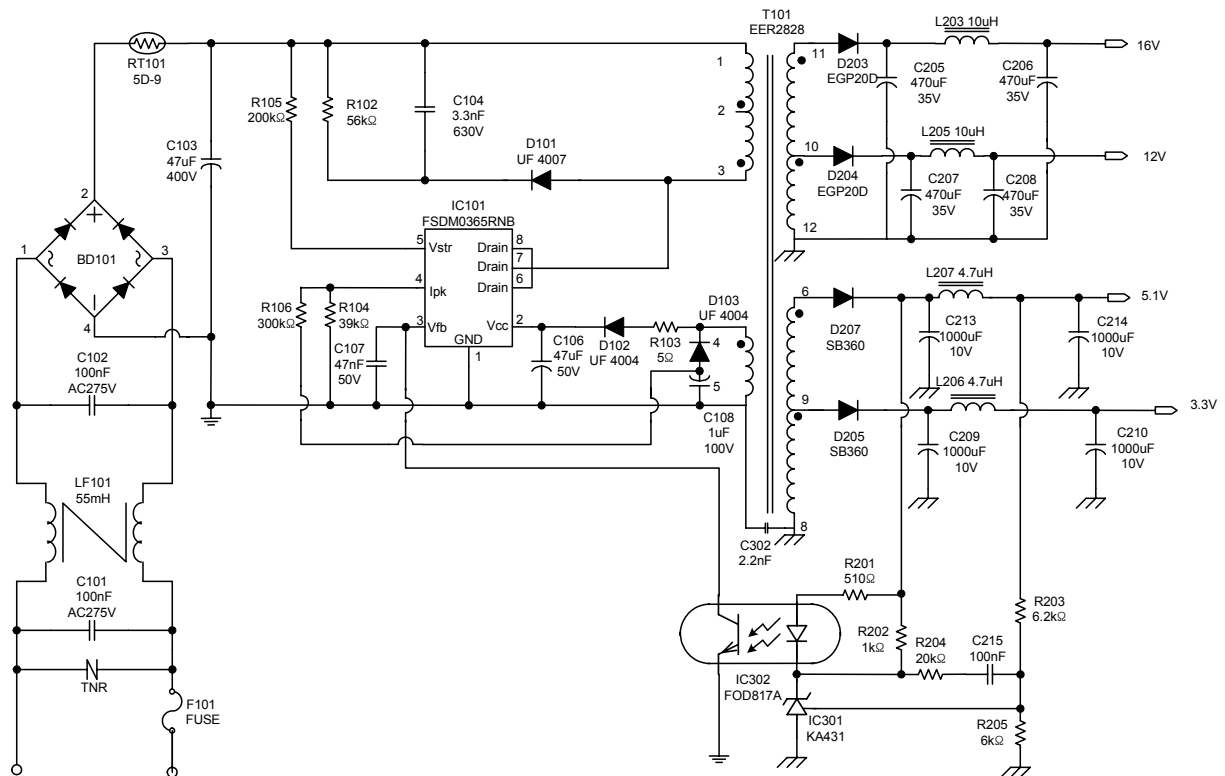 T101
EER2828
RT101
5D-9
C103
47uF
400V
R105
200kΩ
R102
56kΩ
C104
3.3nF
630V
D101
UF 4007
1
2
3
11
10
12
D203
EGP20D
L203 10uH
C205
470uF
35V
C206
470uF
35V
16V
D204
EGP20D
L205 10uH
C207
470uF
35V
C208
470uF
35V
12V
2
1
3
4
BD101
IC101
FSDM0365RNB
5
Vstr
4
Ipk
3
Vfb
Drain
8
Drain
7
Drain
6
Vcc
2
GND
1
R106
300kΩ
R104
39kΩ
C107
47nF
50V
C106
47uF
50V
D102
UF 4004
R103
5Ω
D103
UF 4004
4
5
C108
1uF
100V
6
9
8
D207
SB360
L207 4.7uH
C213
1000uF
10V
C214
1000uF
10V
5.1V
D205
SB360
L206 4.7uH
C209
1000uF
10V
C210
1000uF
10V
3.3V
C302
2.2nF
C102
100nF
AC275V
LF101
55mH
C101
100nF
AC275V
TNR
F101
FUSE
R201
510Ω
R202
1kΩ
R204
20kΩ
C215
100nF
R203
6.2kΩ
R205
6kΩ
IC302
FOD817A
IC301
KA431